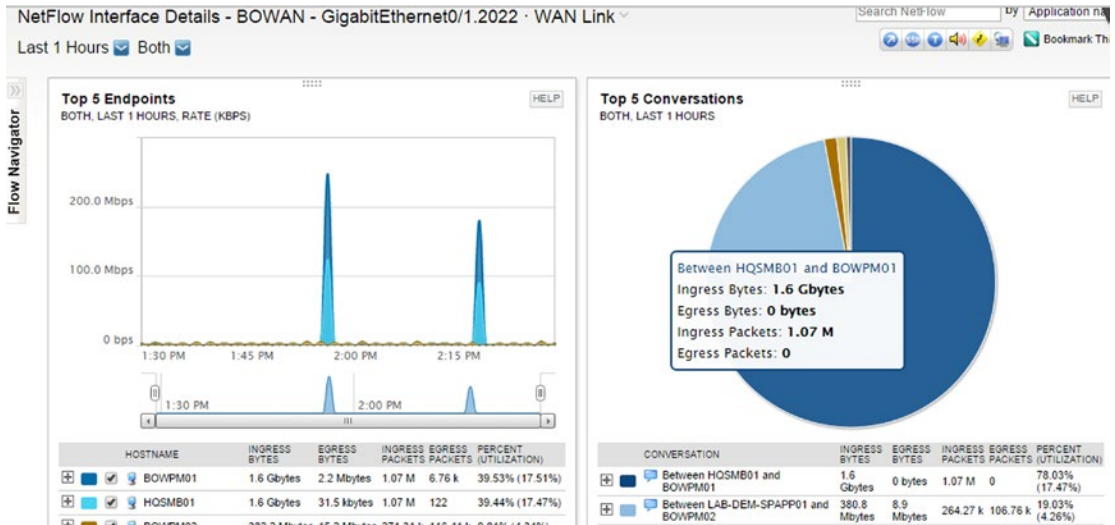 NetFlow Interface Details - BOWAN - GigabitEthernet0/1.2022 · WAN Link
Search NetFlow
by
Application na
Last 1 Hours
Both
Bookmark Th
Flow Navigator
Top 5 Endpoints
HELP
BOTH, LAST 1 HOURS, RATE (KBPS)
200.0 Mbps
100.0 Mbps
0 bps
1:30 PM 1:45 PM 2:00 PM 2:15 PM
1:30 PM 2:00 PM
HOSTNAME INGRESS BYTES EGRESS BYTES INGRESS PACKETS EGRESS PACKETS PERCENT (UTILIZATION)
BOWPM01 1.6 Gbytes 2.2 Mbytes 1.07 M 6.76 k 39.53% (17.51%)
HQSMB01 1.6 Gbytes 31.5 kbytes 1.07 M 122 39.44% (17.47%)
Top 5 Conversations
HELP
BOTH, LAST 1 HOURS
Between HQSMB01 and BOWPM01
Ingress Bytes: 1.6 Gbytes
Egress Bytes: 0 bytes
Ingress Packets: 1.07 M
Egress Packets: 0
CONVERSATION INGRESS BYTES EGRESS BYTES INGRESS PACKETS EGRESS PACKETS PERCENT (UTILIZATION)
Between HQSMB01 and BOWPM01 1.6 Gbytes 0 bytes 1.07 M 0 78.03% (17.47%)
Between LAB-DEM-SPAPP01 and BOWPM02 380.8 Mbytes 8.9 Mbytes 264.27 k 106.76 k 19.03% (4.26%)